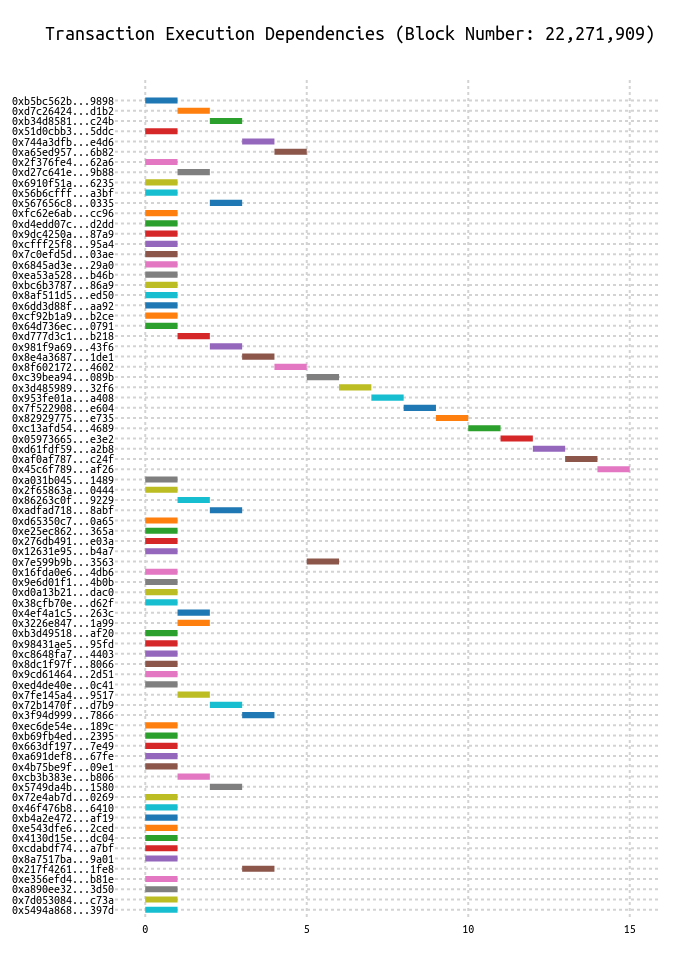 Transaction Execution Dependencies (Block Number: 22,271,909)
0xb5bc562b...9898
0xd7c26424...d1b2
0xb34d8581...c24b
0x51d0cbb3...5ddc
0x744a3dfb...e4d6
0xa65ed957...6b82
0x2f376fe4...62a6
0xd27c641e...9b88
0x6910f51a...6235
0x56b6cfff...a3bf
0x567656c8...0335
0xfc62e6ab...cc96
0xd4edd07c...d2dd
0x9dc4250a...87a9
0xcfff25f8...95a4
0x7c0efd5d...03ae
0x6845ad3e...29a0
0xea53a528...b46b
0xbc6b3787...86a9
0x8af511d5...ed50
0x6dd3d88f...aa92
0xcf92b1a9...b2ce
0x64d736ec...0791
0xd777d3c1...b218
0x981f9a69...43f6
0x8e4a3687...1de1
0x8f602172...4602
0xc39bea94...089b
0x3d485989...32f6
0x953fe01a...a408
0x7f522908...e604
0x82929775...e735
0xc13afd54...4689
0x05973665...e3e2
0xd61fdf59...a2b8
0xaf0af787...c24f
0x45c6f789...af26
0xa031b045...1489
0x2f65863a...0444
0x86263c0f...9229
0xadfad718...8abf
0xd65350c7...0a65
0xe25ec862...365a
0x276db491...e03a
0x12631e95...b4a7
0x7e599b9b...3563
0x16fda0e6...4db6
0x9e6d01f1...4b0b
0xd0a13b21...dac0
0x38cfb70e...d62f
0x4ef4a1c5...263c
0x3226e847...1a99
0xb3d49518...af20
0x98431ae5...95fd
0xc8648fa7...4403
0x8dc1f97f...8066
0x9cd61464...2d51
0xed4de40e...0c41
0x7fe145a4...9517
0x72b1470f...d7b9
0x3f94d999...7866
0xec6de54e...189c
0xb69fb4ed...2395
0x663df197...7e49
0xa691def8...67fe
0x4b75be9f...09e1
0xcb3b383e...b806
0x5749da4b...1580
0x72e4ab7d...0269
0x46f476b8...6410
0xb4a2e472...af19
0xe543dfe6...2ced
0x4130d15e...dc04
0xcdabdf74...a7bf
0x8a7517ba...9a01
0x217f4261...1fe8
0xe356efd4...b81e
0xa890ee32...3d50
0x7d053084...c73a
0x5494a868...397d
0 5 10 15